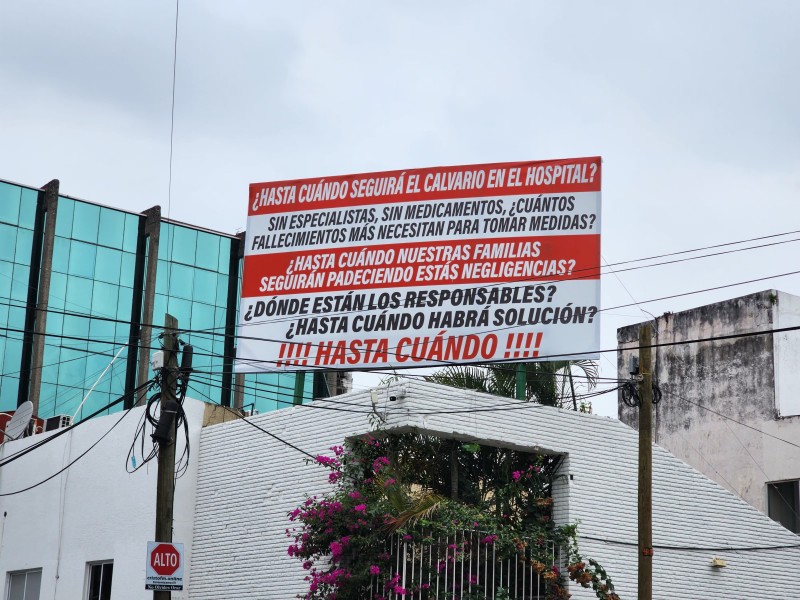 ¿HASTA CUÁNDO SEGUIRÁ EL CALVARIO EN EL HOSPITAL?
SIN ESPECIALISTAS, SIN MEDICAMENTOS, ¿CUÁNTOS
FALLECIMIENTOS MÁS NECESITAN PARA TOMAR MEDIDAS?
¿HASTA CUÁNDO NUESTRAS FAMILIAS
SEGUIRÁN PADECIENDO ESTÁS NEGLIGENCIAS?
¿DÓNDE ESTÁN LOS RESPONSABLES?
¿HASTA CUÁNDO HABRÁ SOLUCIÓN?
!!!! HASTA CUÁNDO !!!!
ALTO